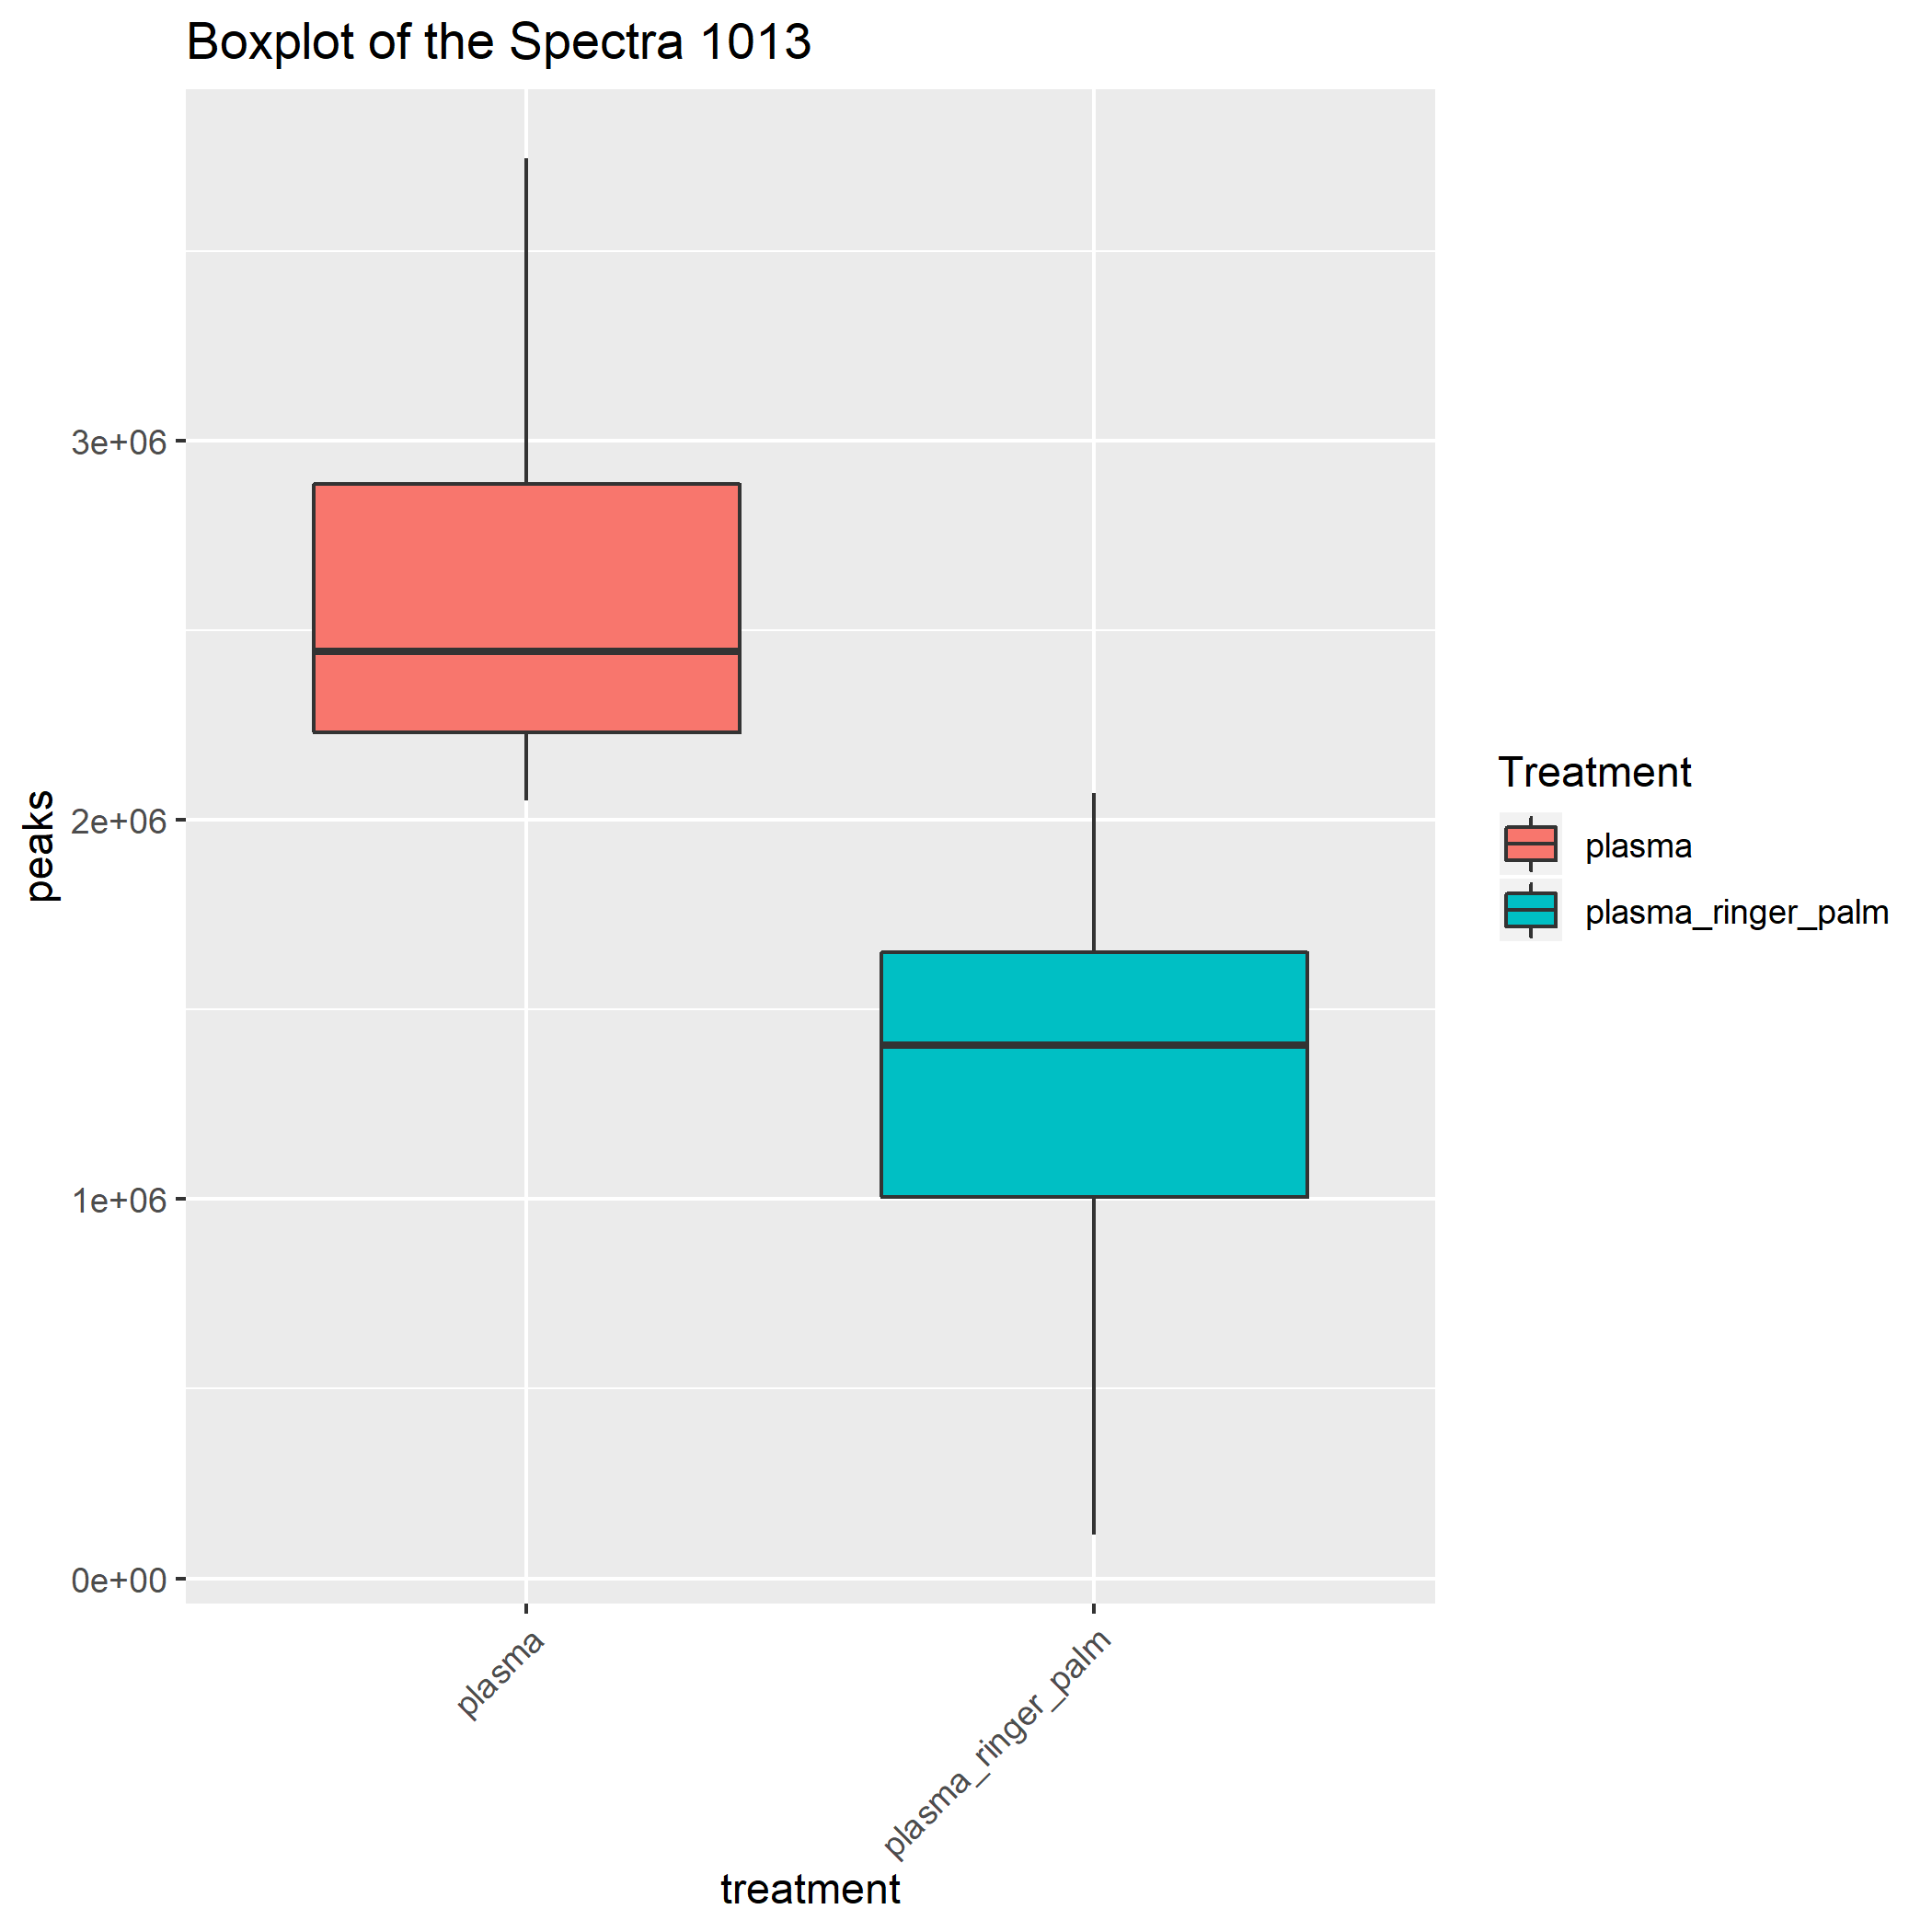 Boxplot of the Spectra 1013
peaks
3e+06
2e+06
1e+06
0e+00
plasma
plasma_ringer_palm
treatment
Treatment
plasma
plasma_ringer_palm